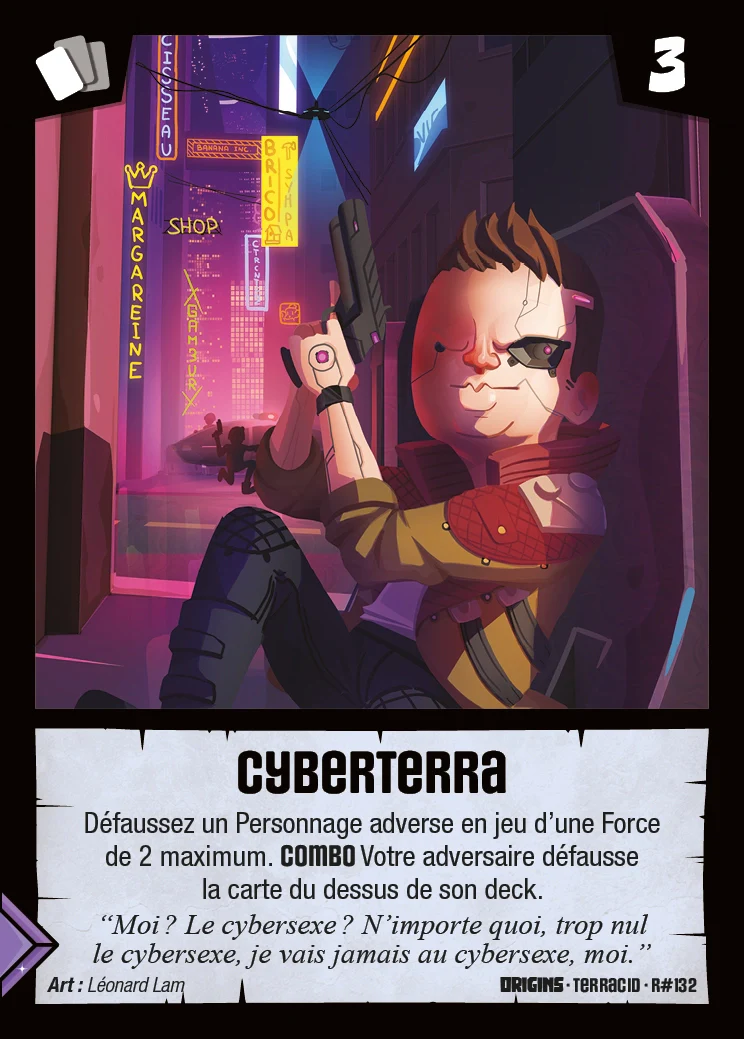 3
CISSEAU
BANANA INC
BRICO
SYMPA
MARGAREINE
SHOP
GAMBURY
CYBERTERRA
Défaussez un Personnage adverse en jeu d’une Force
de 2 maximum. COMBO Votre adversaire défausse
la carte du dessus de son deck.
“Moi ? Le cybersexe ? N’importe quoi, trop nul
le cybersexe, je vais jamais au cybersexe, moi.”
Art : Léonard Lam
ORIGINS · TERRACID · R#132